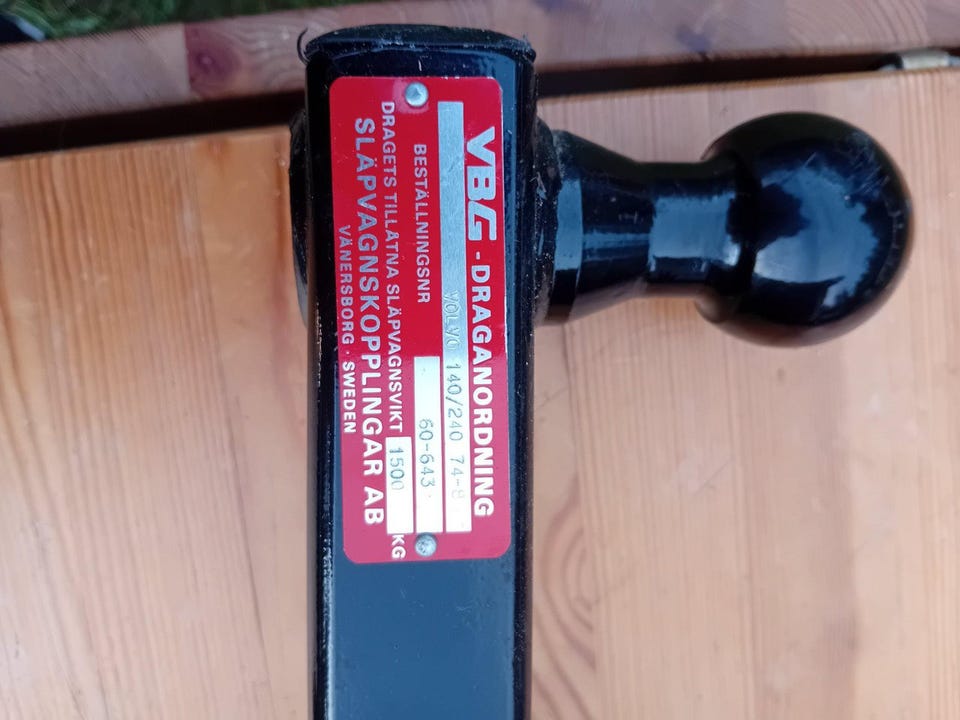 VBG - DRAGANORDNING
VOLVO 140/240 74-8
BESTÄLLNINGSNR 60-643
DRAGETS TILLÅTNA SLÄPVAGNSVIKT 1500 KG
SLÄPVAGNSKOPPLINGAR AB
VÄNERSBORG · SWEDEN